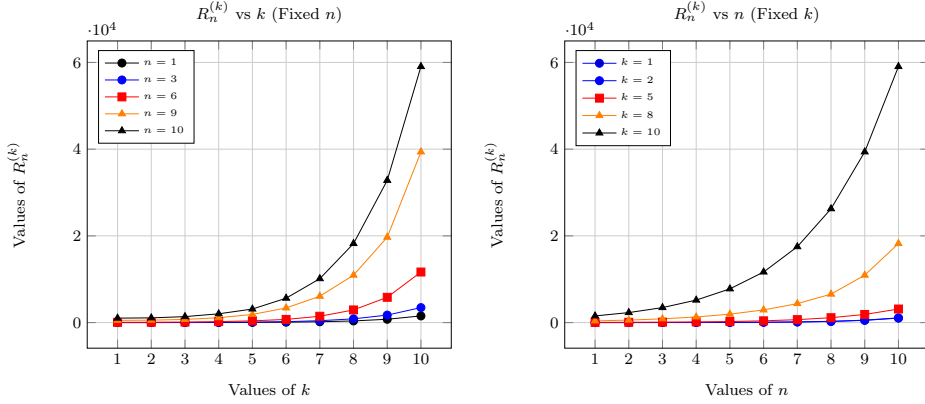 R_n^{(k)} vs k (Fixed n)
·10^4
6
4
2
0
Values of R_n^{(k)}
n = 1
n = 3
n = 6
n = 9
n = 10
1 2 3 4 5 6 7 8 9 10
Values of k
R_n^{(k)} vs n (Fixed k)
·10^4
6
4
2
0
Values of R_n^{(k)}
k = 1
k = 2
k = 5
k = 8
k = 10
1 2 3 4 5 6 7 8 9 10
Values of n